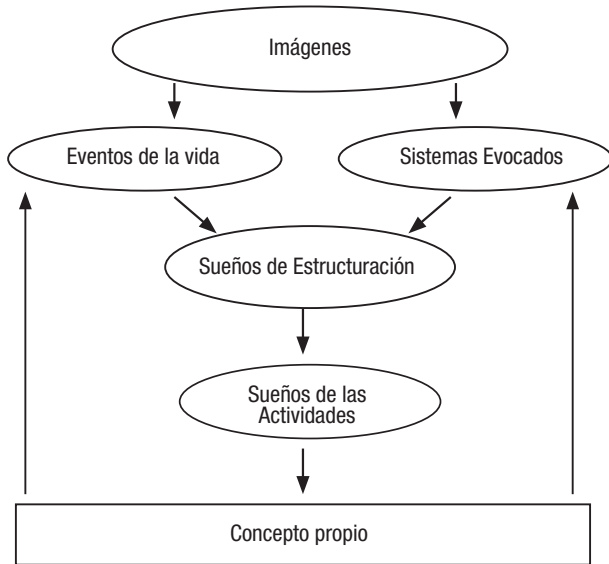 Imágenes
Eventos de la vida
Sistemas Evocados
Sueños de Estructuración
Sueños de las
Actividades
Concepto propio